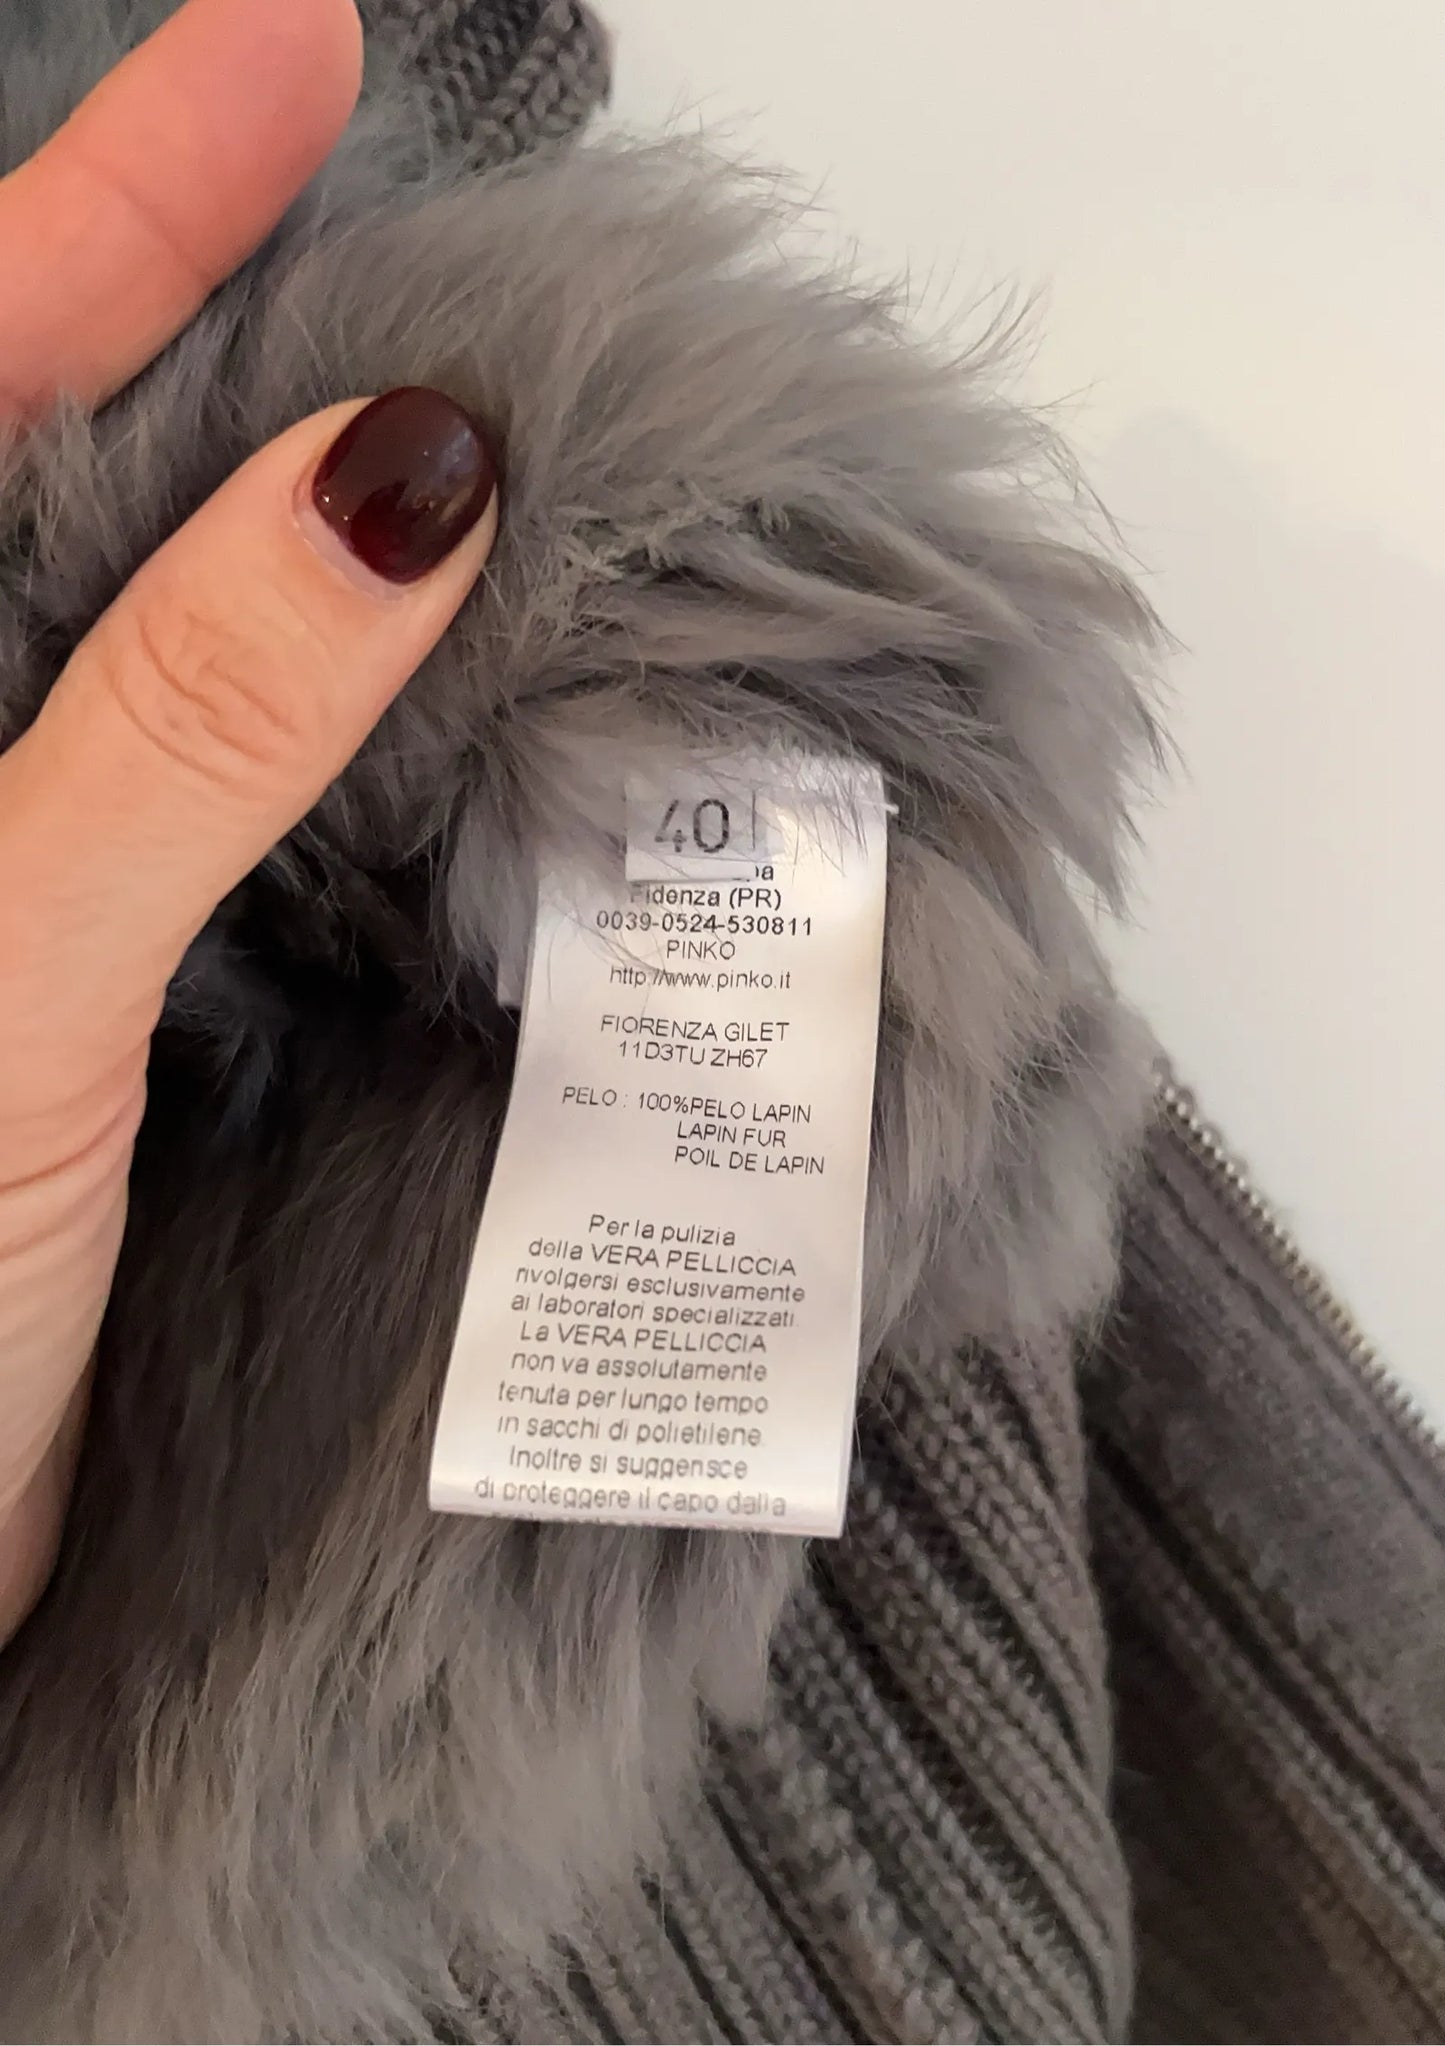 40
Fidenza (PR)
0039-0524-530811
PINKO
http://www.pinko.it
FIORENZA GILET
11D3TU ZH67
PELO : 100%PELO LAPIN
LAPIN FUR
POIL DE LAPIN
Per la pulizia
della VERA PELLICCIA
rivolgersi esclusivamente
ai laboratori specializzati.
La VERA PELLICCIA
non va assolutamente
tenuta per lungo tempo
in sacchi di polietilene.
Inoltre si suggensce
di proteggere il capo dalla